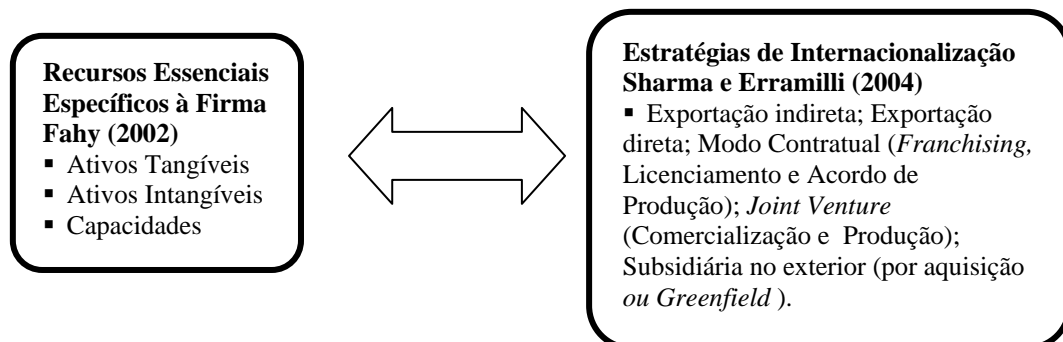 Recursos Essenciais
Específicos à Firma
Fahy (2002)
▪ Ativos Tangíveis
▪ Ativos Intangíveis
▪ Capacidades
Estratégias de Internacionalização
Sharma e Erramilli (2004)
▪ Exportação indireta; Exportação
direta; Modo Contratual (Franchising,
Licenciamento e Acordo de
Produção); Joint Venture
(Comercialização e Produção);
Subsidiária no exterior (por aquisição
ou Greenfield ).